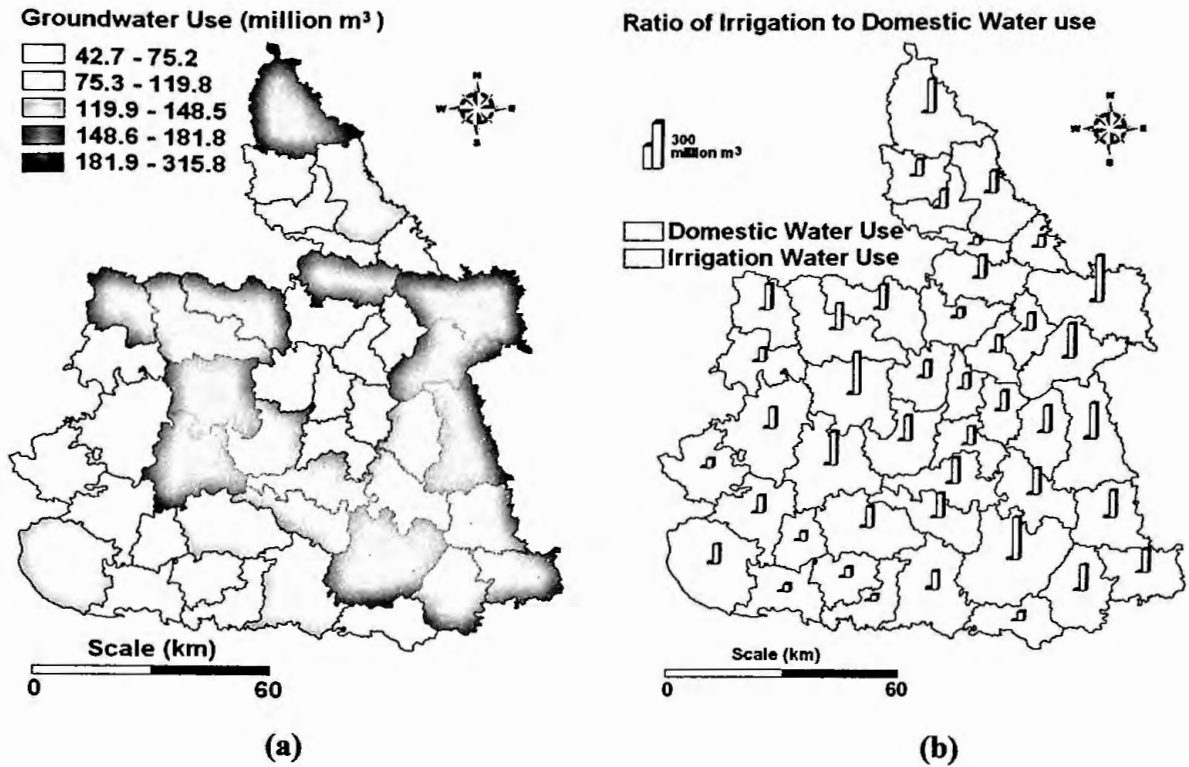 Groundwater Use (million m³ )
42.7 - 75.2
75.3 - 119.8
119.9 - 148.5
148.6 - 181.8
181.9 - 315.8
N
W E
S
Scale (km)
0 60
(a)
Ratio of Irrigation to Domestic Water use
N
W E
S
300
million m³
Domestic Water Use
Irrigation Water Use
Scale (km)
0 60
(b)